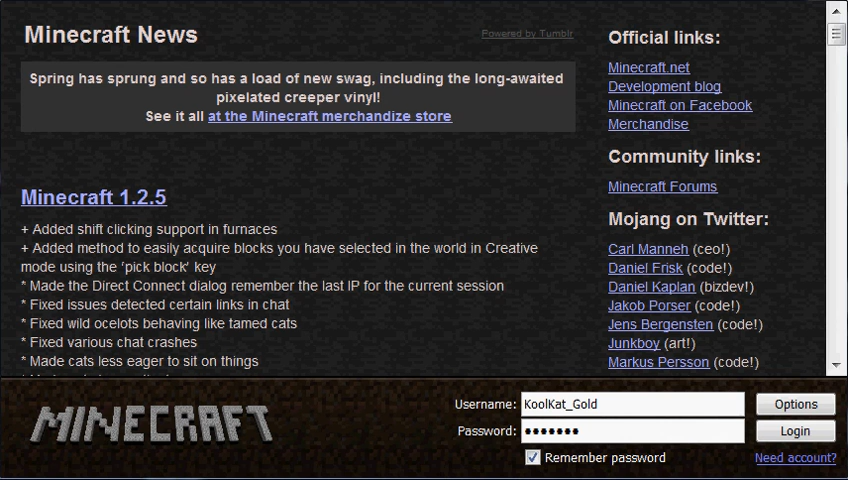 Minecraft News
Powered by Tumblr
Spring has sprung and so has a load of new swag, including the long-awaited
pixelated creeper vinyl!
See it all at the Minecraft merchandize store
Minecraft 1.2.5
+ Added shift clicking support in furnaces
+ Added method to easily acquire blocks you have selected in the world in Creative
mode using the 'pick block' key
* Made the Direct Connect dialog remember the last IP for the current session
* Fixed issues detected certain links in chat
* Fixed wild ocelots behaving like tamed cats
* Fixed various chat crashes
* Made cats less eager to sit on things
Official links:
Minecraft.net
Development blog
Minecraft on Facebook
Merchandise
Community links:
Minecraft Forums
Mojang on Twitter:
Carl Manneh (ceo!)
Daniel Frisk (code!)
Daniel Kaplan (bizdev!)
Jakob Porser (code!)
Jens Bergensten (code!)
Junkboy (art!)
Markus Persson (code!)
MINECRAFT
Username: KoolKat_Gold Options
Password: ●●●●●●● Login
Remember password Need account?